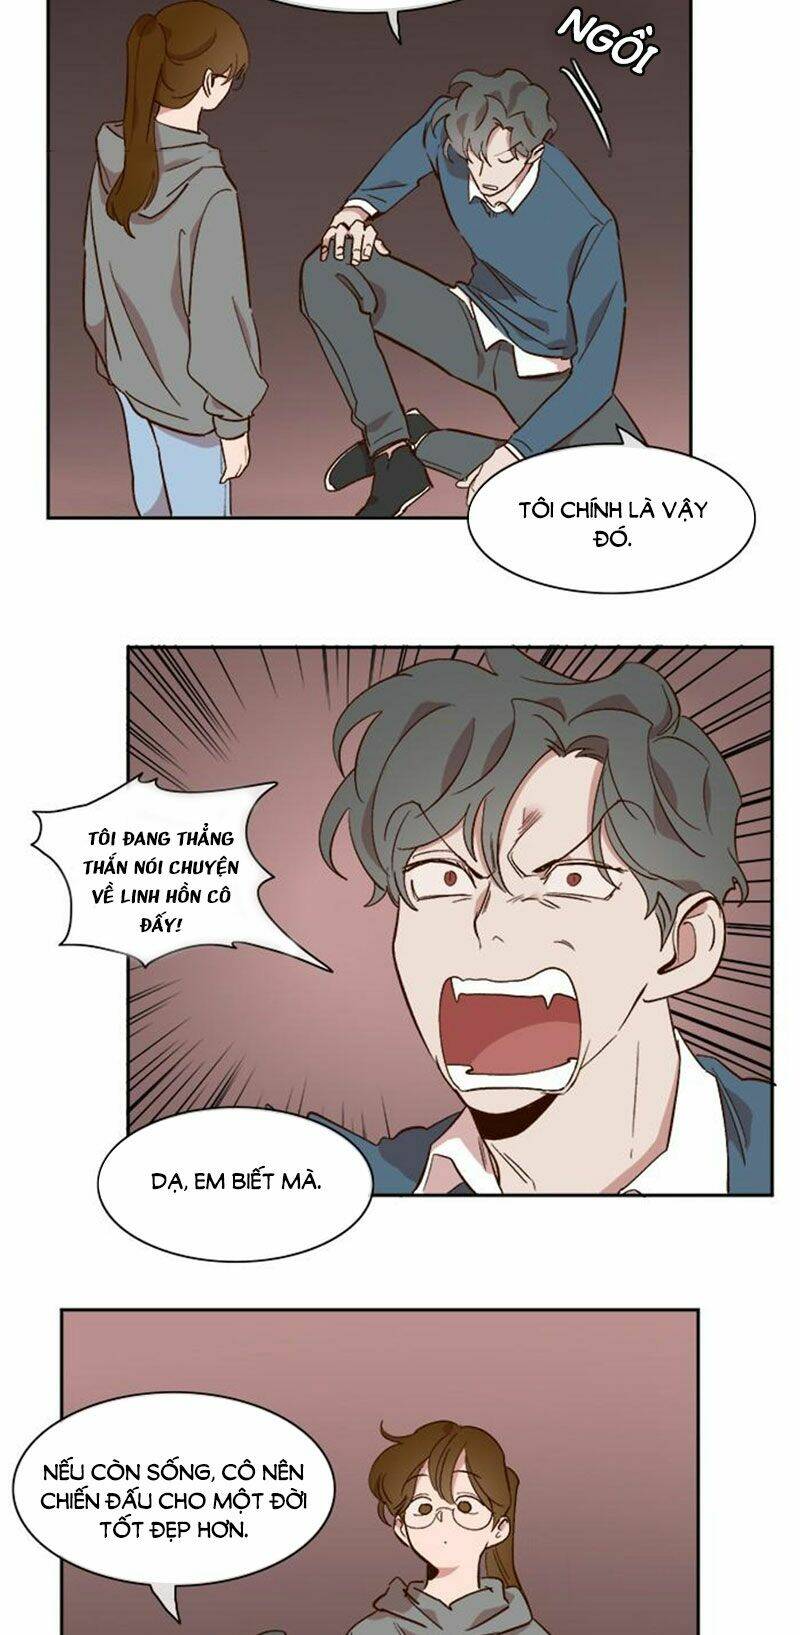 NGỒI
TÔI CHÍNH LÀ VẬY
ĐÓ.
TÔI ĐANG THẲNG
THẮN NÓI CHUYỆN
VỀ LINH HỒN CÔ
ĐẤY!
DẠ, EM BIẾT MÀ.
NẾU CÒN SỐNG, CÔ NÊN
CHIẾN ĐẤU CHO MỘT ĐỜI
TỐT ĐẸP HƠN.